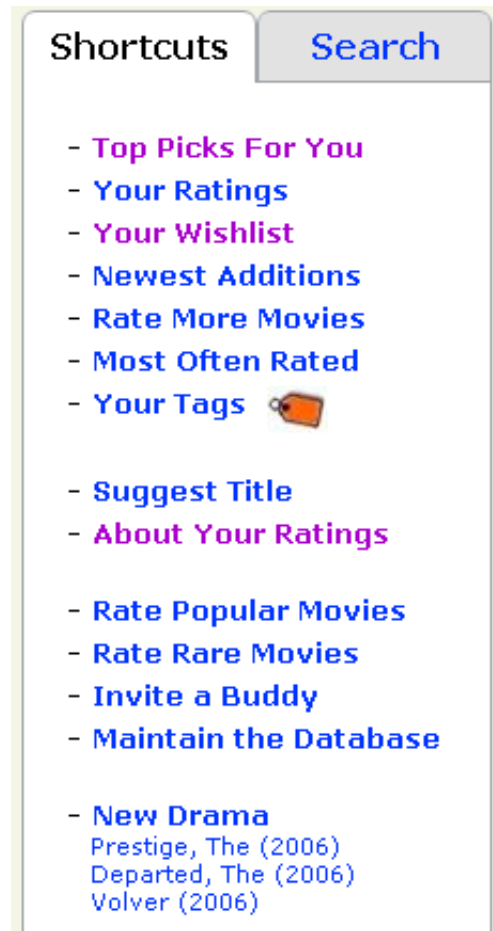 Shortcuts Search
- Top Picks For You
- Your Ratings
- Your Wishlist
- Newest Additions
- Rate More Movies
- Most Often Rated
- Your Tags
- Suggest Title
- About Your Ratings
- Rate Popular Movies
- Rate Rare Movies
- Invite a Buddy
- Maintain the Database
- New Drama
Prestige, The (2006)
Departed, The (2006)
Volver (2006)